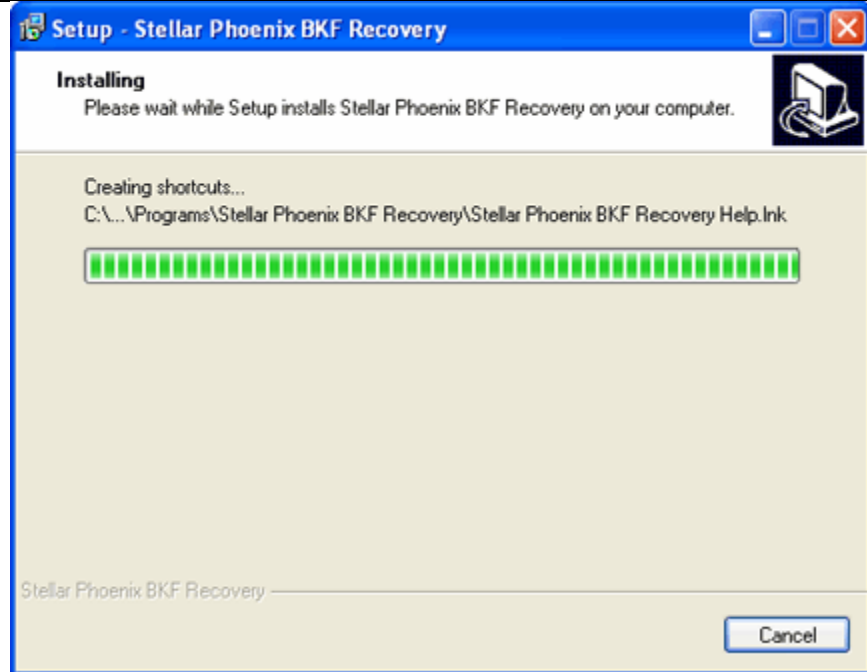 Setup - Stellar Phoenix BKF Recovery
Installing
Please wait while Setup installs Stellar Phoenix BKF Recovery on your computer.
Creating shortcuts...
C:\...\Programs\Stellar Phoenix BKF Recovery\Stellar Phoenix BKF Recovery Help.lnk
Stellar Phoenix BKF Recovery
Cancel